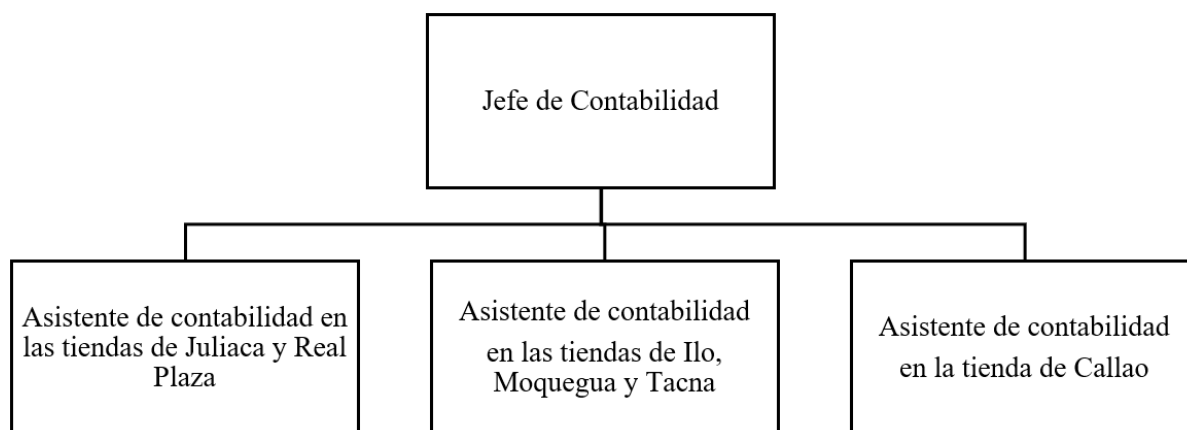 Jefe de Contabilidad
Asistente de contabilidad en
las tiendas de Juliaca y Real
Plaza
Asistente de contabilidad
en las tiendas de Ilo,
Moquegua y Tacna
Asistente de contabilidad
en la tienda de Callao